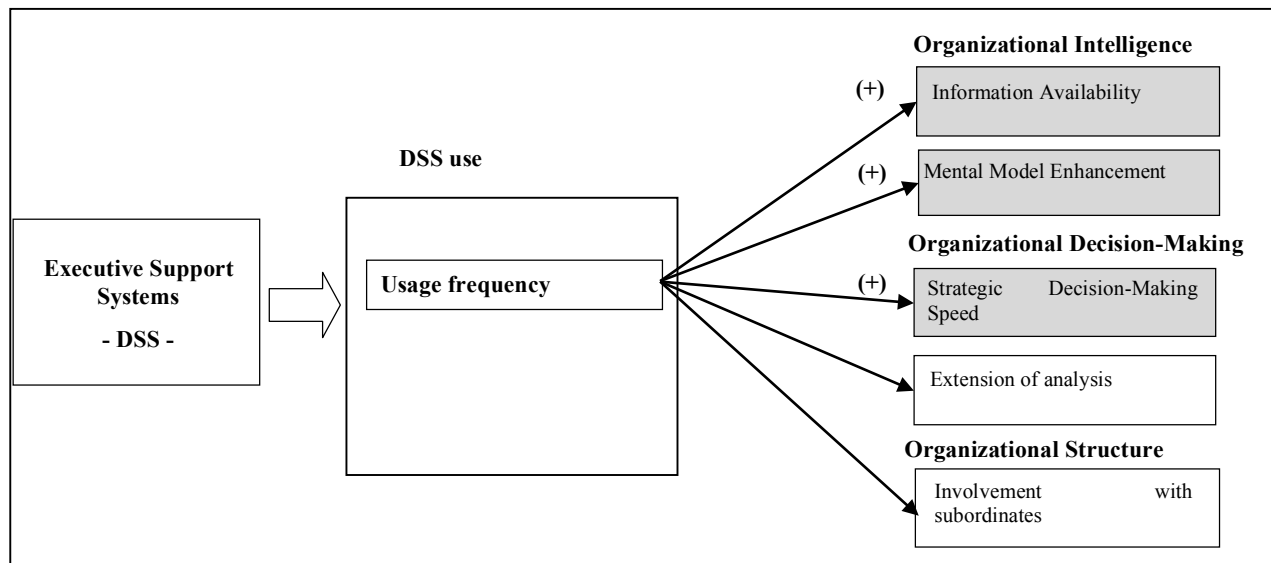 Organizational Intelligence
(+)
Information Availability
DSS use
(+)
Mental Model Enhancement
Executive Support
Systems
- DSS -
Usage frequency
Organizational Decision-Making
(+)
Strategic Decision-Making
Speed
Extension of analysis
Organizational Structure
Involvement with
subordinates